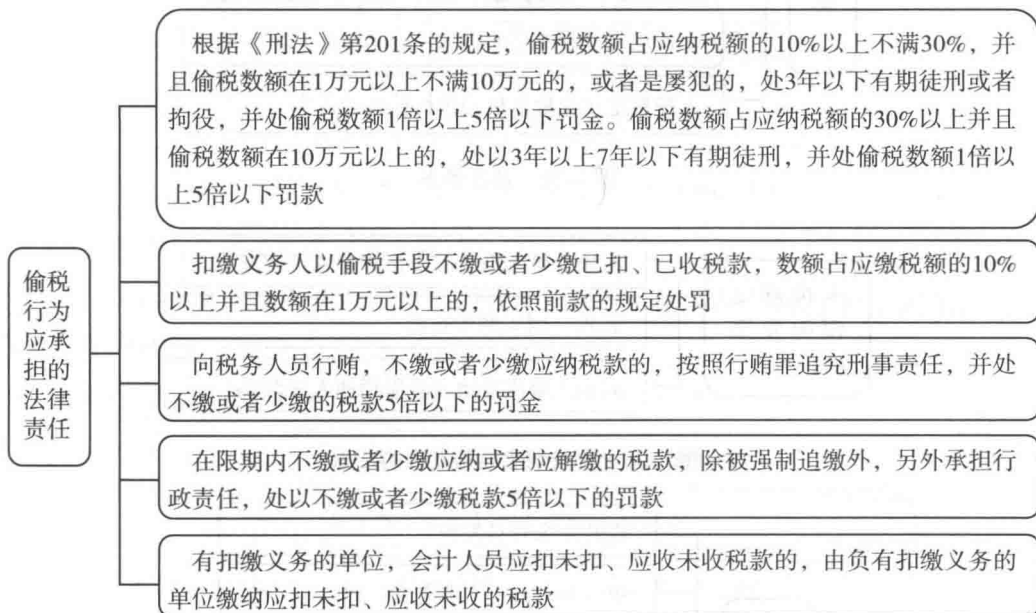 根据《刑法》第201条的规定，偷税数额占应纳税额的10%以上不满30%，并
且偷税数额在1万元以上不满10万元的，或者是屡犯的，处3年以下有期徒刑或者
拘役，并处偷税数额1倍以上5倍以下罚金。偷税数额占应纳税额的30%以上并且
偷税数额在10万元以上的，处以3年以上7年以下有期徒刑，并处偷税数额1倍以
上5倍以下罚款
偷税
行为
应承
担的
法律
责任
扣缴义务人以偷税手段不缴或者少缴已扣、已收税款，数额占应缴税额的10%
以上并且数额在1万元以上的，依照前款的规定处罚
向税务人员行贿，不缴或者少缴应纳税款的，按照行贿罪追究刑事责任，并处
不缴或者少缴的税款5倍以下的罚金
在限期内不缴或者少缴应纳或者应解缴的税款，除被强制追缴外，另外承担行
政责任，处以不缴或者少缴税款5倍以下的罚款
有扣缴义务的单位，会计人员应扣未扣、应收未收税款的，由负有扣缴义务的
单位缴纳应扣未扣、应收未收的税款